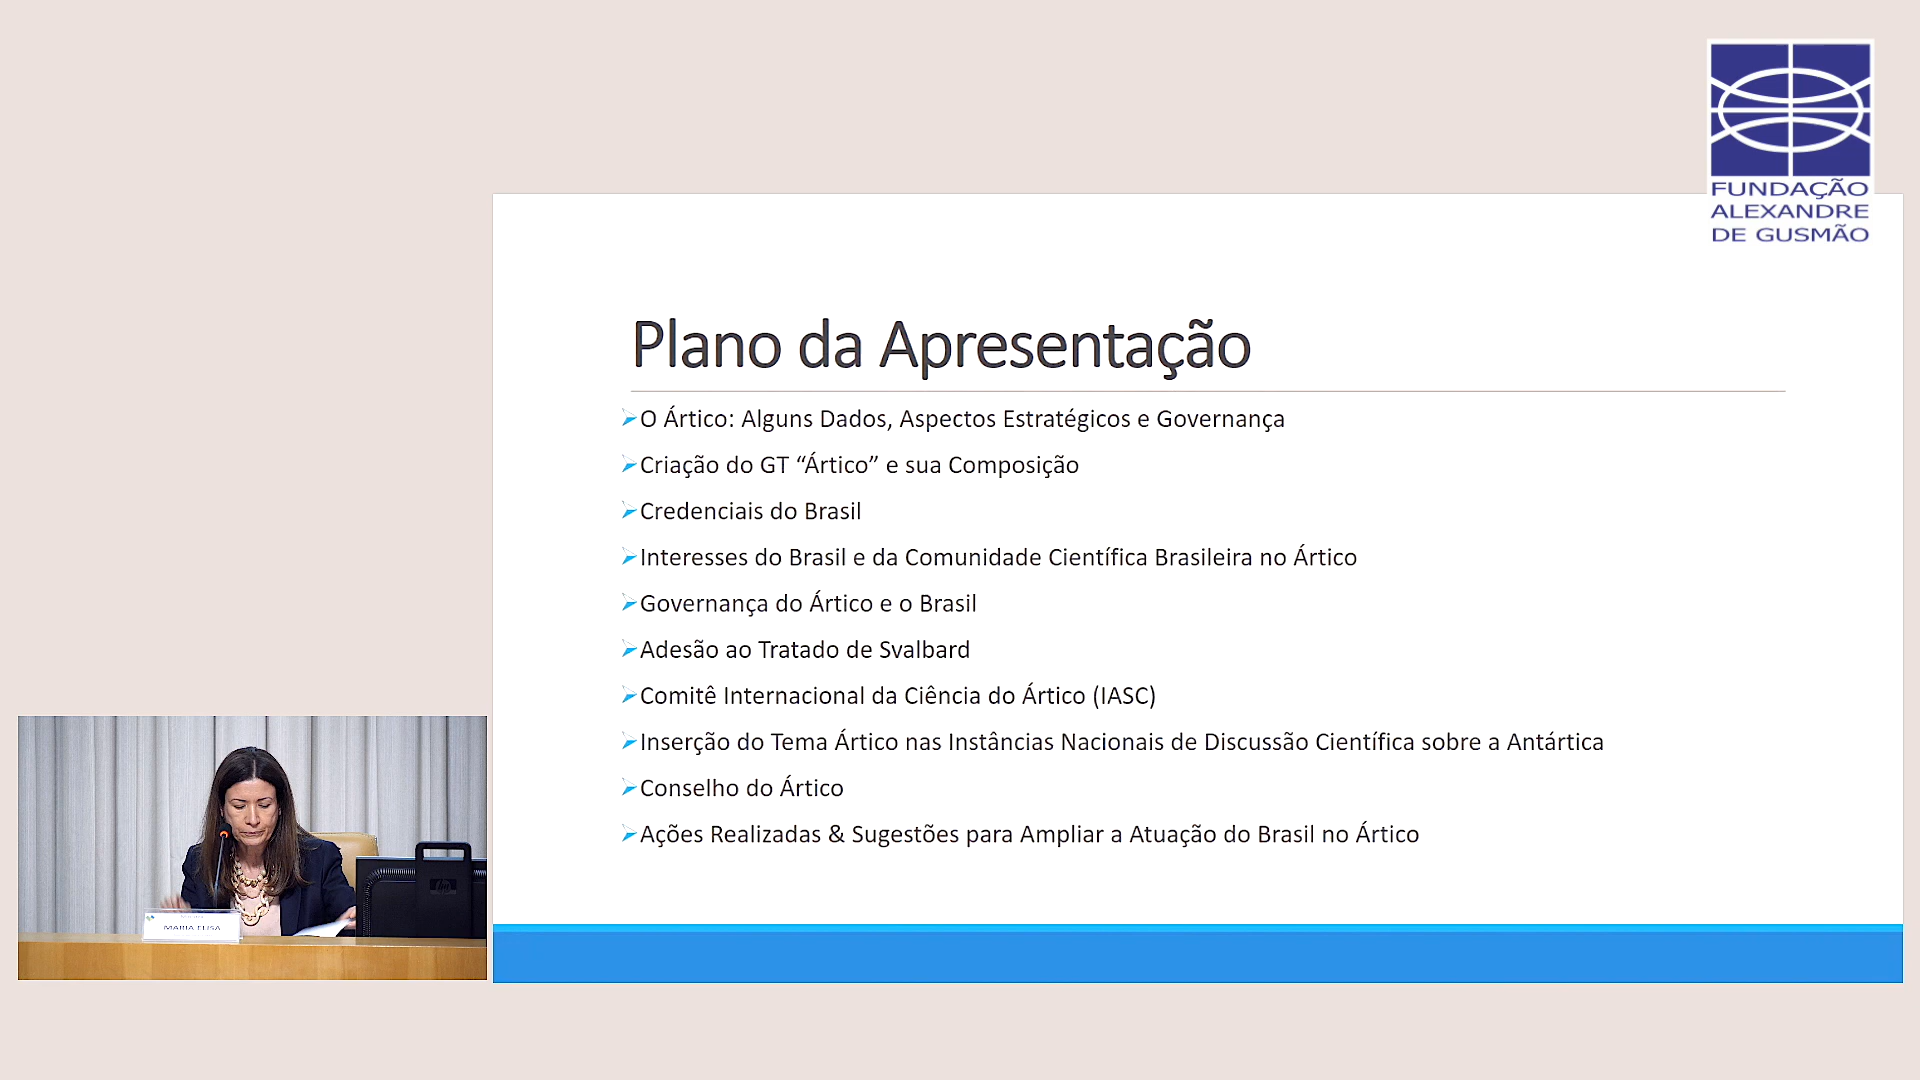 FUNDAÇÃO
ALEXANDRE
DE GUSMÃO
Plano da Apresentação
➢O Ártico: Alguns Dados, Aspectos Estratégicos e Governança
➢Criação do GT “Ártico” e sua Composição
➢Credenciais do Brasil
➢Interesses do Brasil e da Comunidade Científica Brasileira no Ártico
➢Governança do Ártico e o Brasil
➢Adesão ao Tratado de Svalbard
➢Comitê Internacional da Ciência do Ártico (IASC)
➢Inserção do Tema Ártico nas Instâncias Nacionais de Discussão Científica sobre a Antártica
➢Conselho do Ártico
➢Ações Realizadas & Sugestões para Ampliar a Atuação do Brasil no Ártico
MARIA ELISA
hp